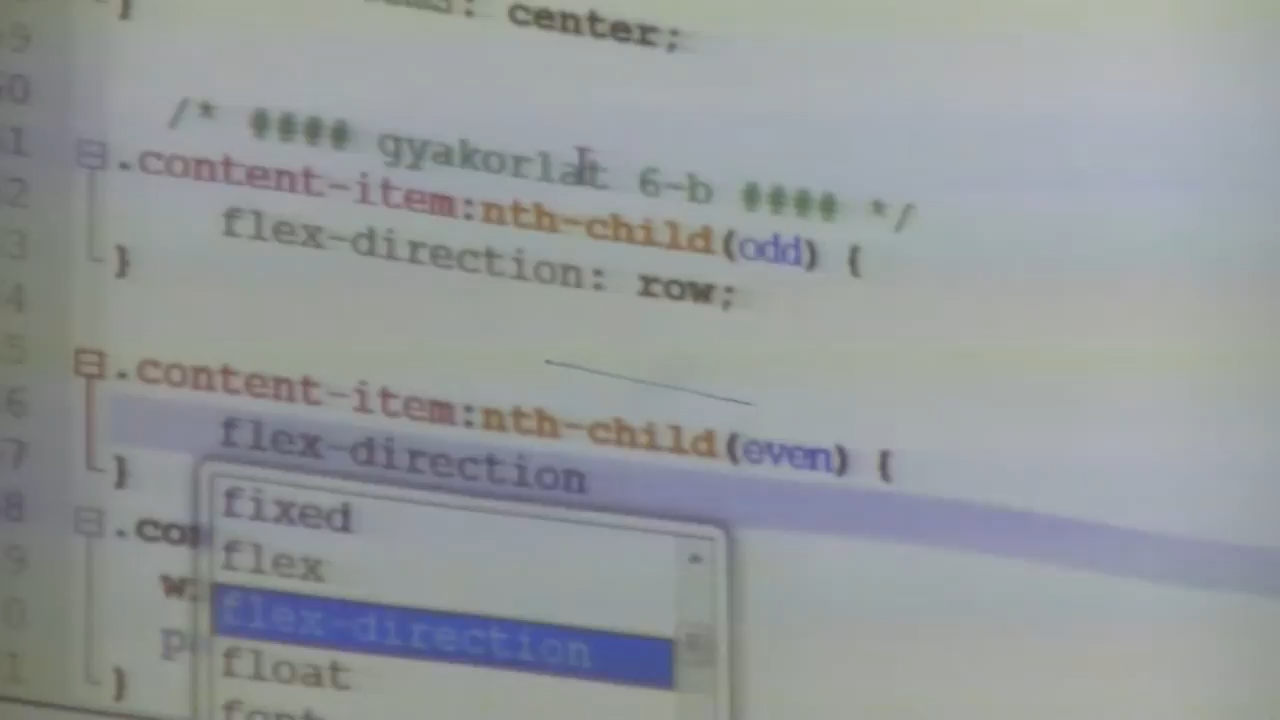 }
: center;
/* #### gyakorlat 6-b #### */
.content-item:nth-child(odd) {
flex-direction: row;
}
.content-item:nth-child(even) {
flex-direction
}
fixed
flex
flex-direction
float
}